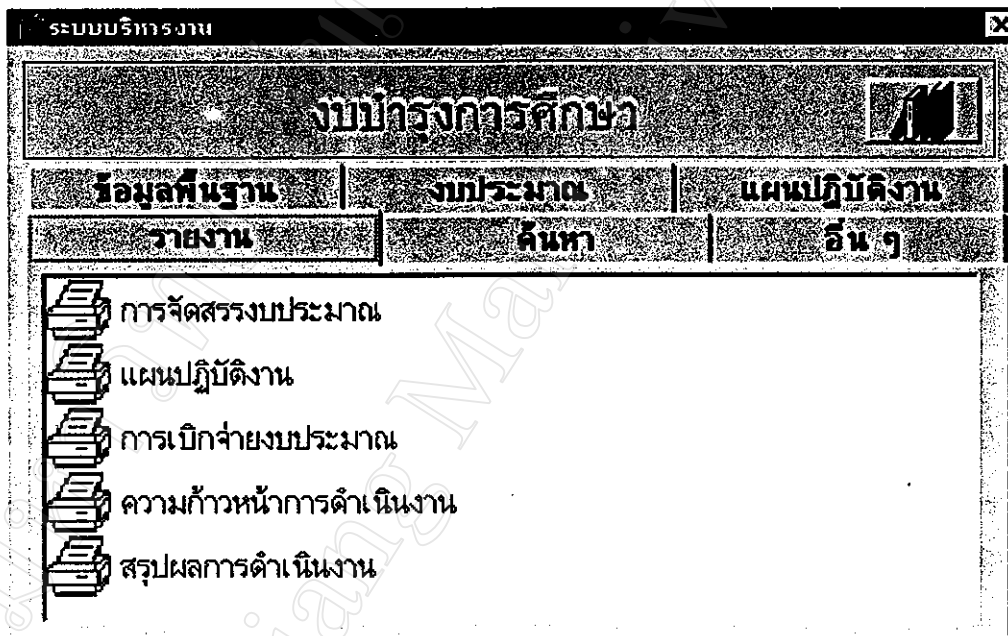 ระบบบริหารงาน
งบบำรุงการศึกษา
ข้อมูลพื้นฐาน งบประมาณ แผนปฏิบัติงาน
รายงาน ค้นหา อื่น ๆ
การจัดสรรงบประมาณ
แผนปฏิบัติงาน
การเบิกจ่ายงบประมาณ
ความก้าวหน้าการดำเนินงาน
สรุปผลการดำเนินงาน